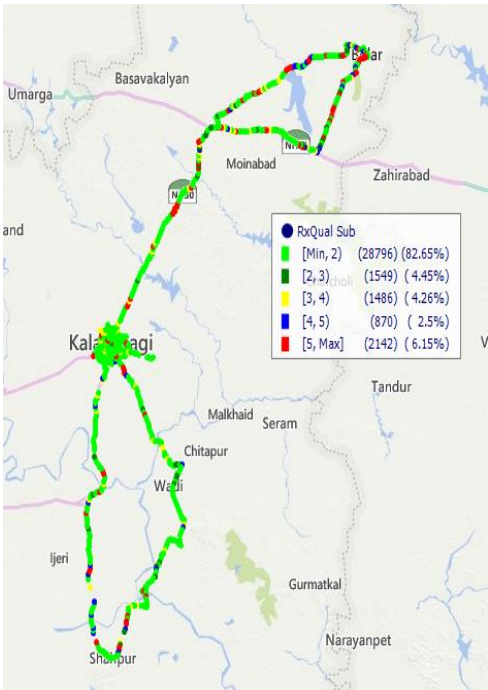 Bidar
Basavakalyan
Umarga
Moinabad
Zahirabad
and
RxQual Sub
[Min, 2) (28796) (82.65%)
[2, 3) (1549) ( 4.45%)
[3, 4) (1486) ( 4.26%)
[4, 5) (870) ( 2.5%)
[5, Max] (2142) ( 6.15%)
V
Tandur
Malkhaid
Seram
Chitapur
Wadi
Ijeri
Gurmatkal
Narayanpet
Shahpur